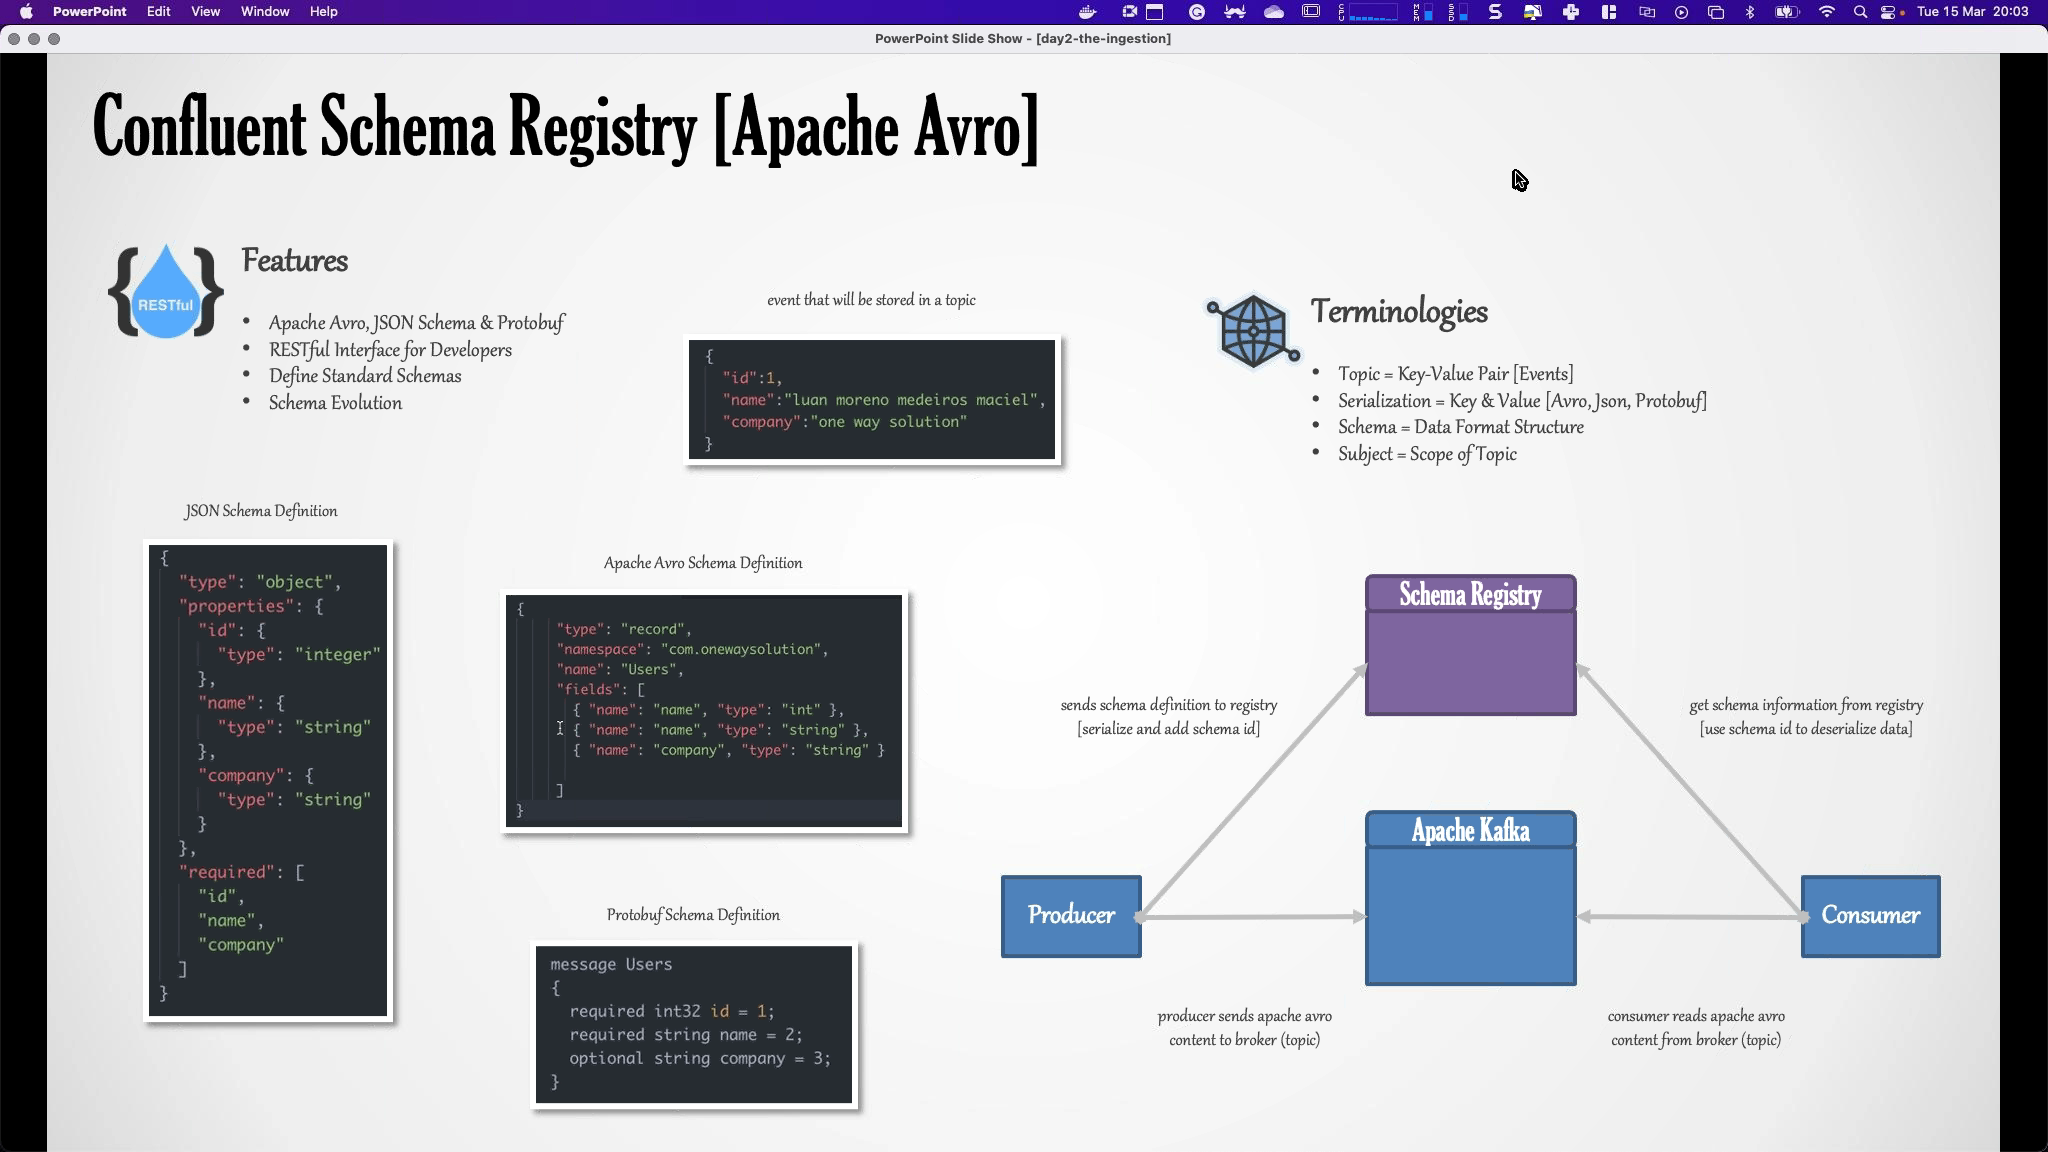 PowerPoint Edit View Window Help
Tue 15 Mar 20:03
PowerPoint Slide Show - [day2-the-ingestion]
Confluent Schema Registry [Apache Avro]
RESTful
Features
• Apache Avro, JSON Schema & Protobuf
• RESTful Interface for Developers
• Define Standard Schemas
• Schema Evolution
event that will be stored in a topic
{
"id":1,
"name":"luan moreno medeiros maciel",
"company":"one way solution"
}
Terminologies
• Topic = Key-Value Pair [Events]
• Serialization = Key & Value [Avro, Json, Protobuf]
• Schema = Data Format Structure
• Subject = Scope of Topic
JSON Schema Definition
{
"type": "object",
"properties": {
"id": {
"type": "integer"
},
"name": {
"type": "string"
},
"company": {
"type": "string"
}
},
"required": [
"id",
"name",
"company"
]
}
Apache Avro Schema Definition
{
"type": "record",
"namespace": "com.onewaysolution",
"name": "Users",
"fields": [
{ "name": "name", "type": "int" },
{ "name": "name", "type": "string" },
{ "name": "company", "type": "string" }
]
}
Protobuf Schema Definition
message Users
{
required int32 id = 1;
required string name = 2;
optional string company = 3;
}
Schema Registry
sends schema definition to registry
[serialize and add schema id]
get schema information from registry
[use schema id to deserialize data]
Apache Kafka
Producer
Consumer
producer sends apache avro
content to broker (topic)
consumer reads apache avro
content from broker (topic)